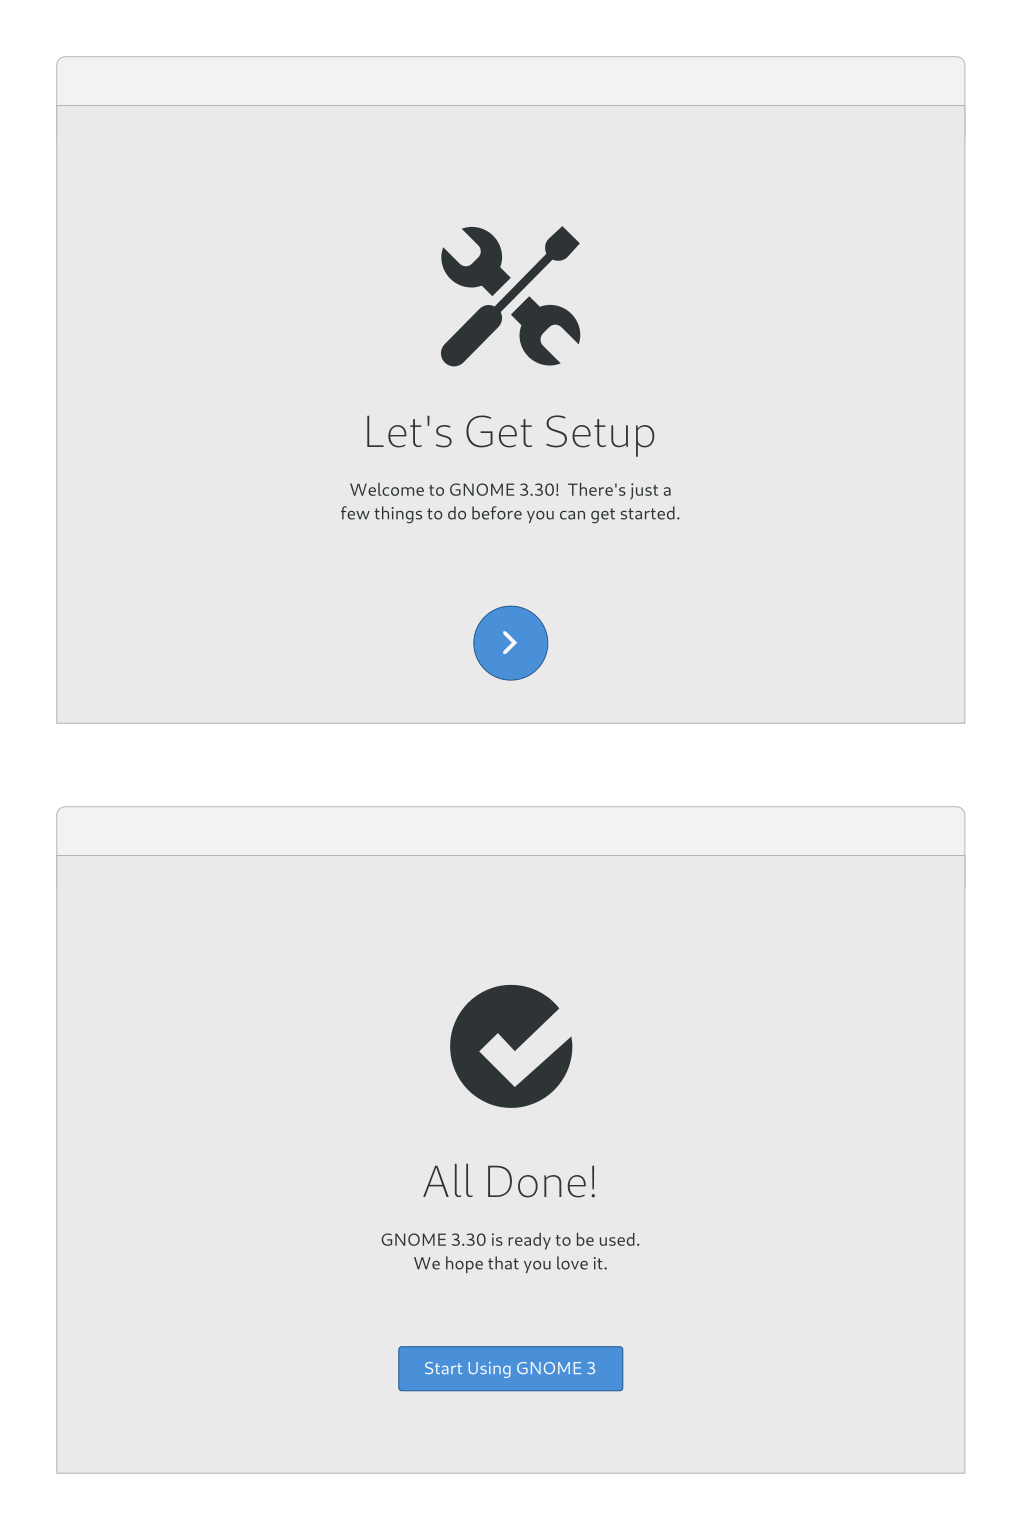 Let's Get Setup
Welcome to GNOME 3.30!  There's just a
few things to do before you can get started.
All Done!
GNOME 3.30 is ready to be used.
We hope that you love it.
Start Using GNOME 3